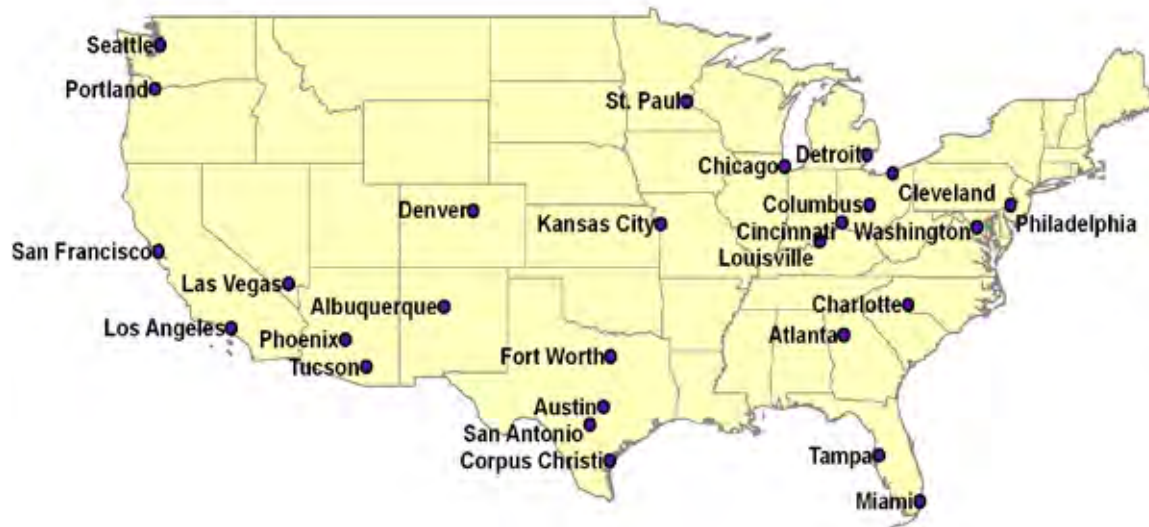 Seattle
Portland
St. Paul
Detroit
Chicago
Cleveland
Denver
Columbus
Kansas City
Cincinnati
Washington
Philadelphia
San Francisco
Louisville
Las Vegas
Albuquerque
Charlotte
Los Angeles
Phoenix
Atlanta
Fort Worth
Tucson
Austin
San Antonio
Corpus Christi
Tampa
Miami